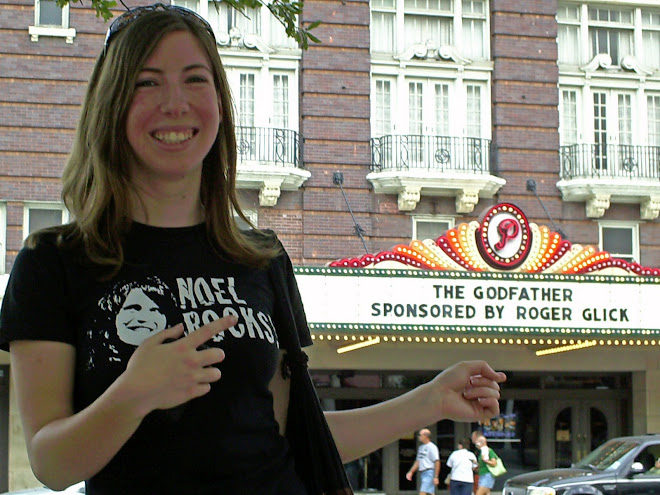 NOEL
ROCKS!
P
THE GODFATHER
SPONSORED BY ROGER GLICK